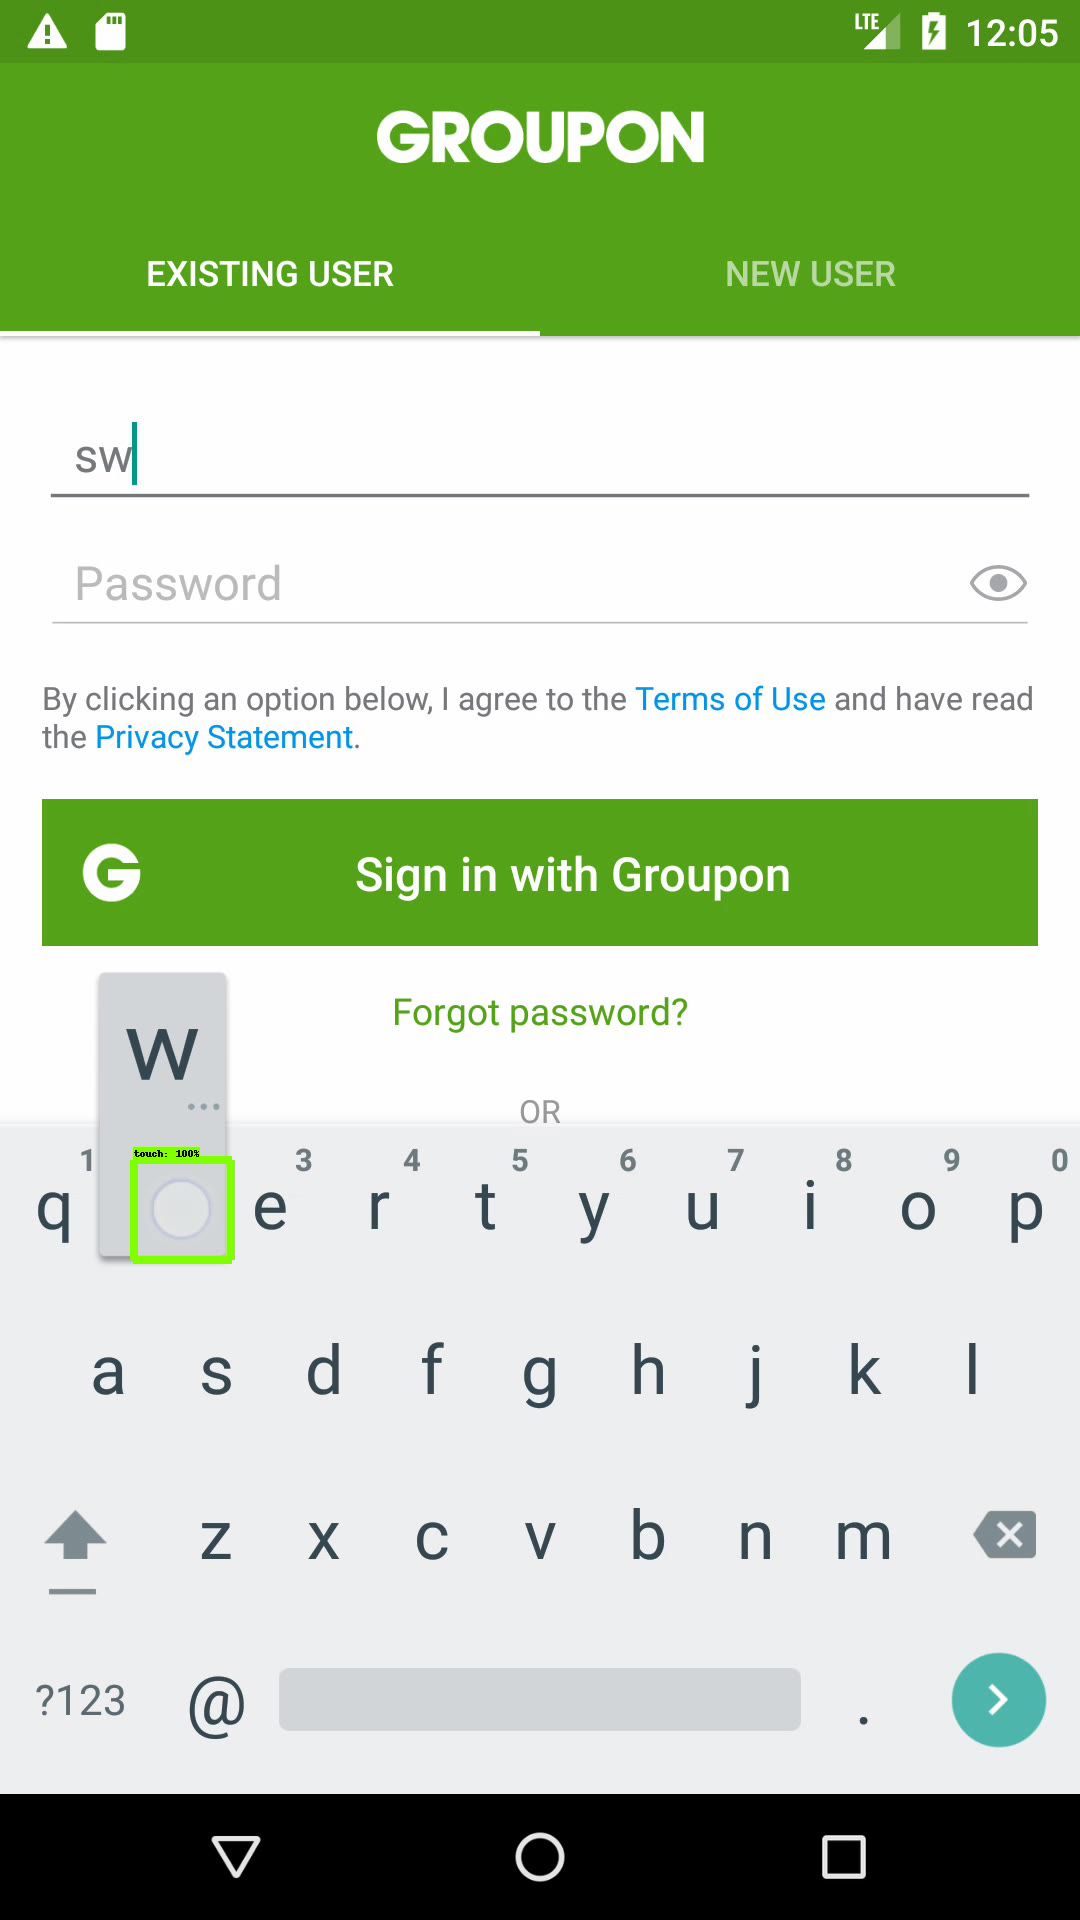 LTE 12:05
GROUPON
EXISTING USER NEW USER
sw
Password
By clicking an option below, I agree to the Terms of Use and have read
the Privacy Statement.
G Sign in with Groupon
Forgot password?
OR
w
touch: 100%
1 3 4 5 6 7 8 9 0
q e r t y u i o p
a s d f g h j k l
z x c v b n m
?123 @ .